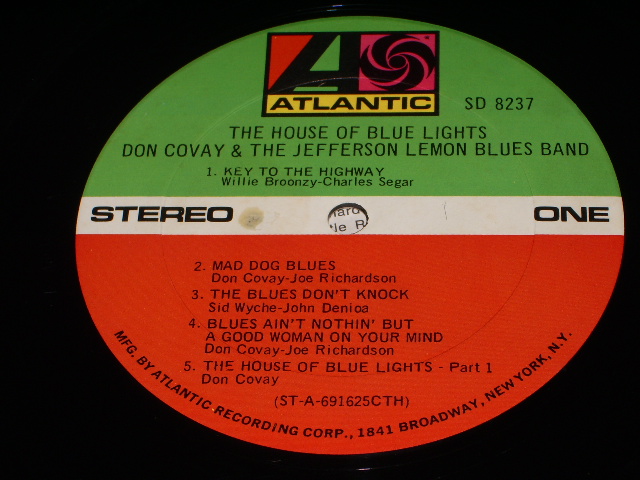 ATLANTIC
SD 8237
THE HOUSE OF BLUE LIGHTS
DON COVAY & THE JEFFERSON LEMON BLUES BAND
1. KEY TO THE HIGHWAY
Willie Broonzy-Charles Segar
STEREO
ONE
2. MAD DOG BLUES
Don Covay-Joe Richardson
3. THE BLUES DON'T KNOCK
Sid Wyche-John Denioa
4. BLUES AIN'T NOTHIN' BUT
A GOOD WOMAN ON YOUR MIND
Don Covay-Joe Richardson
5. THE HOUSE OF BLUE LIGHTS - Part 1
Don Covay
(ST-A-691625CTH)
MFG. BY ATLANTIC RECORDING CORP., 1841 BROADWAY, NEW YORK, N.Y.